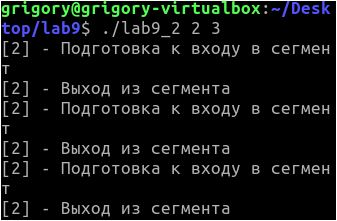 grigory@grigory-virtualbox:~/Desk
top/lab9$ ./lab9_2 2 3
[2] - Подготовка к входу в сегмен
т
[2] - Выход из сегмента
[2] - Подготовка к входу в сегмен
т
[2] - Выход из сегмента
[2] - Подготовка к входу в сегмен
т
[2] - Выход из сегмента